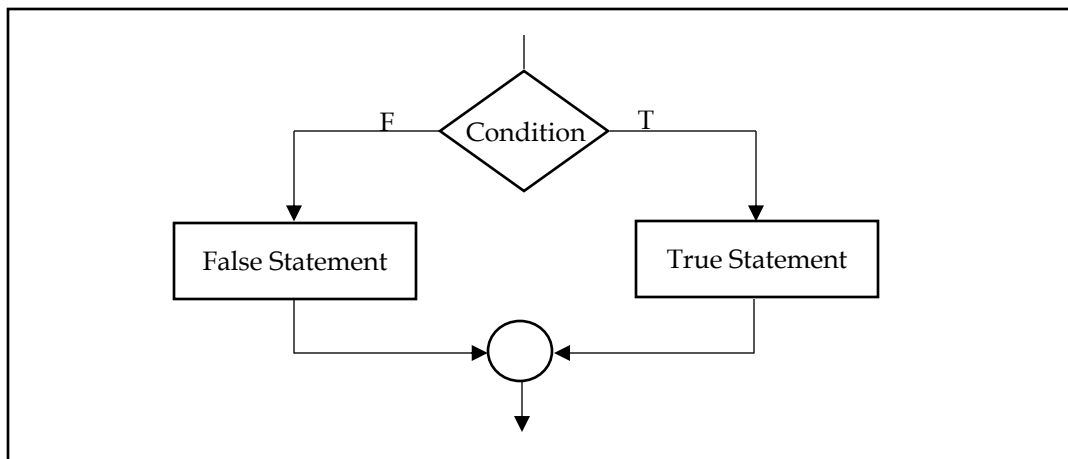 F
T
Condition
False Statement
True Statement